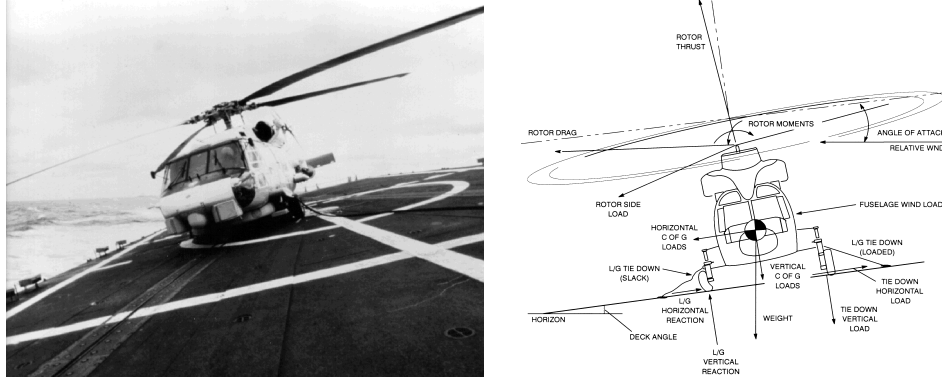 ROTOR
THRUST
ROTOR MOMENTS
ROTOR DRAG
ANGLE OF ATTACK
RELATIVE WND
ROTOR SIDE
LOAD
FUSELAGE WIND LOAD
HORIZONTAL
C OF G
LOADS
L/G TIE DOWN
(LOADED)
L/G TIE DOWN
(SLACK)
VERTICAL
C OF G
LOADS
TIE DOWN
HORIZONTAL
LOAD
L/G
HORIZONTAL
REACTION
TIE DOWN
VERTICAL
LOAD
HORIZON
WEIGHT
DECK ANGLE
L/G
VERTICAL
REACTION